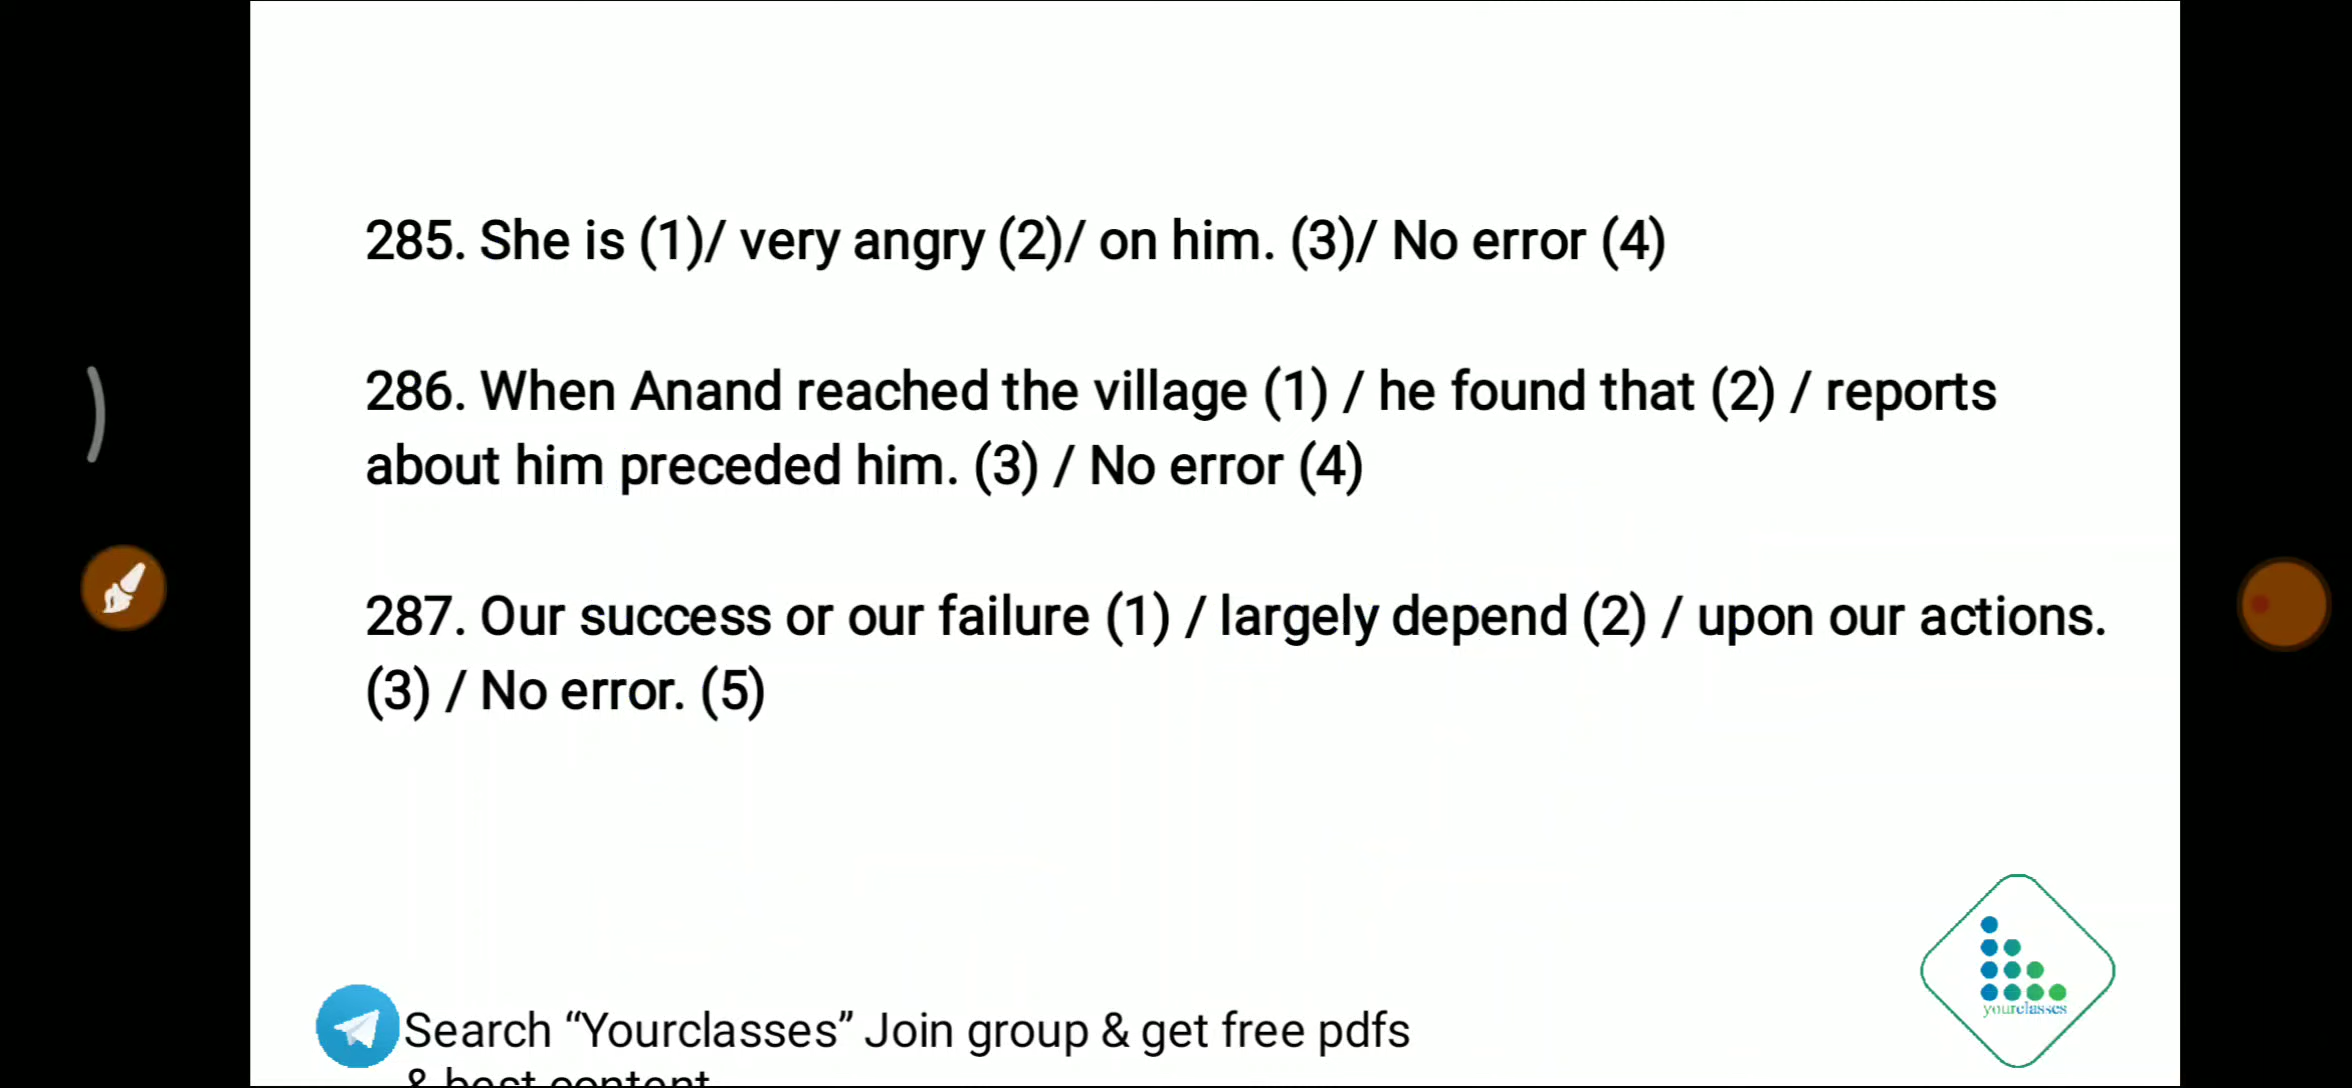 285. She is (1)/ very angry (2)/ on him. (3)/ No error (4)
286. When Anand reached the village (1) / he found that (2) / reports
about him preceded him. (3) / No error (4)
287. Our success or our failure (1) / largely depend (2) / upon our actions.
(3) / No error. (5)
yourclasses
Search “Yourclasses” Join group & get free pdfs
& best content